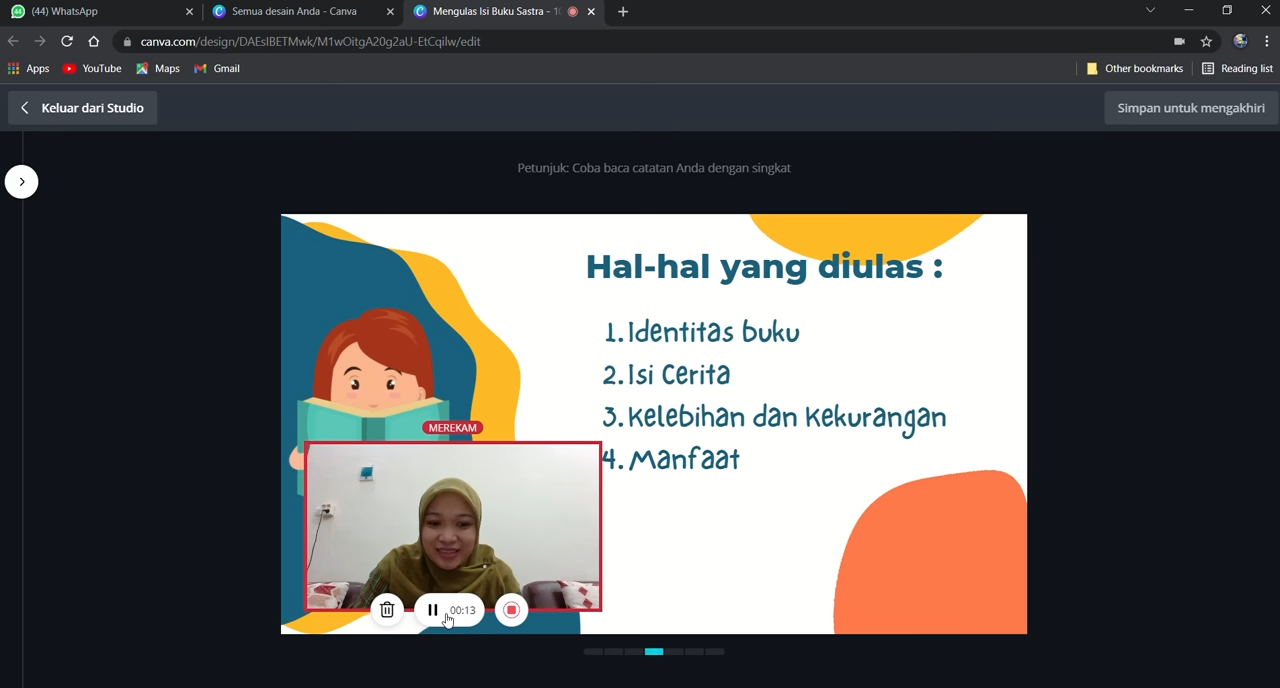 (44) WhatsApp
Semua desain Anda - Canva
Mengulas Isi Buku Sastra - 1
canva.com/design/DAEsIBETMwk/M1wOitgA20g2aU-EtCqilw/edit
Apps
YouTube
Maps
Gmail
Other bookmarks
Reading list
Keluar dari Studio
Simpan untuk mengakhiri
Petunjuk: Coba baca catatan Anda dengan singkat
Hal-hal yang diulas :
1. Identitas buku
2. Isi Cerita
3. Kelebihan dan Kekurangan
4. Manfaat
MEREKAM
00:13